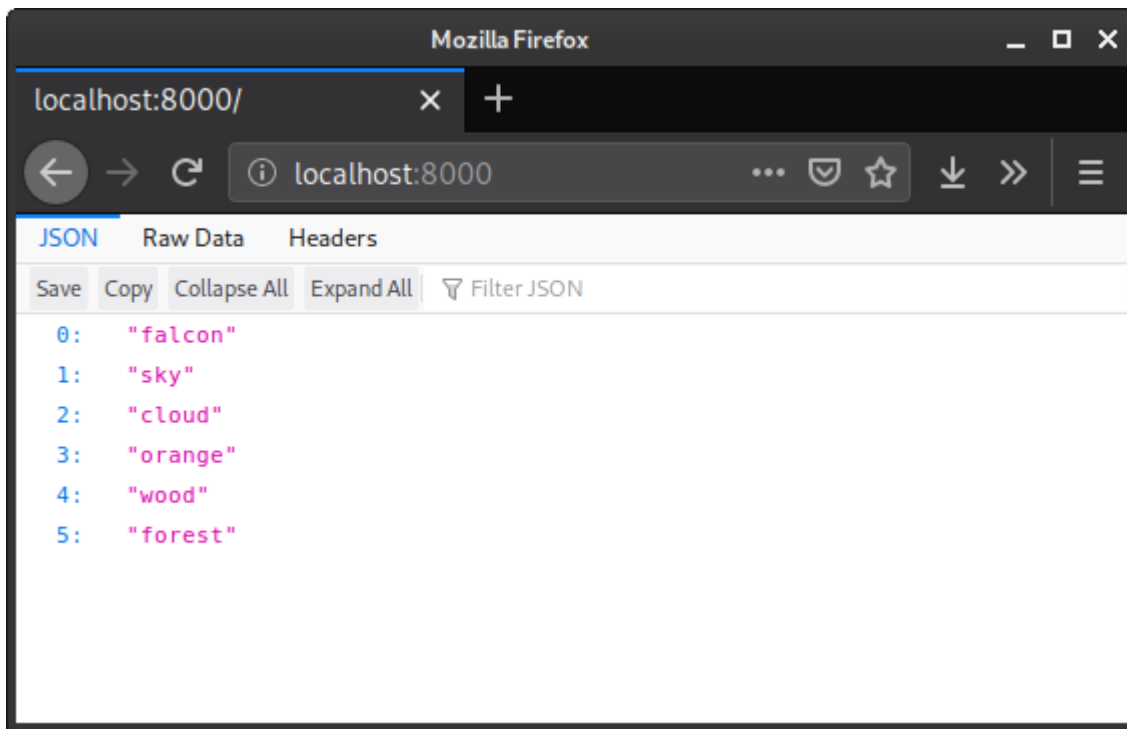 Mozilla Firefox
localhost:8000/
localhost:8000
JSON Raw Data Headers
Save Copy Collapse All Expand All Filter JSON
0: "falcon"
1: "sky"
2: "cloud"
3: "orange"
4: "wood"
5: "forest"